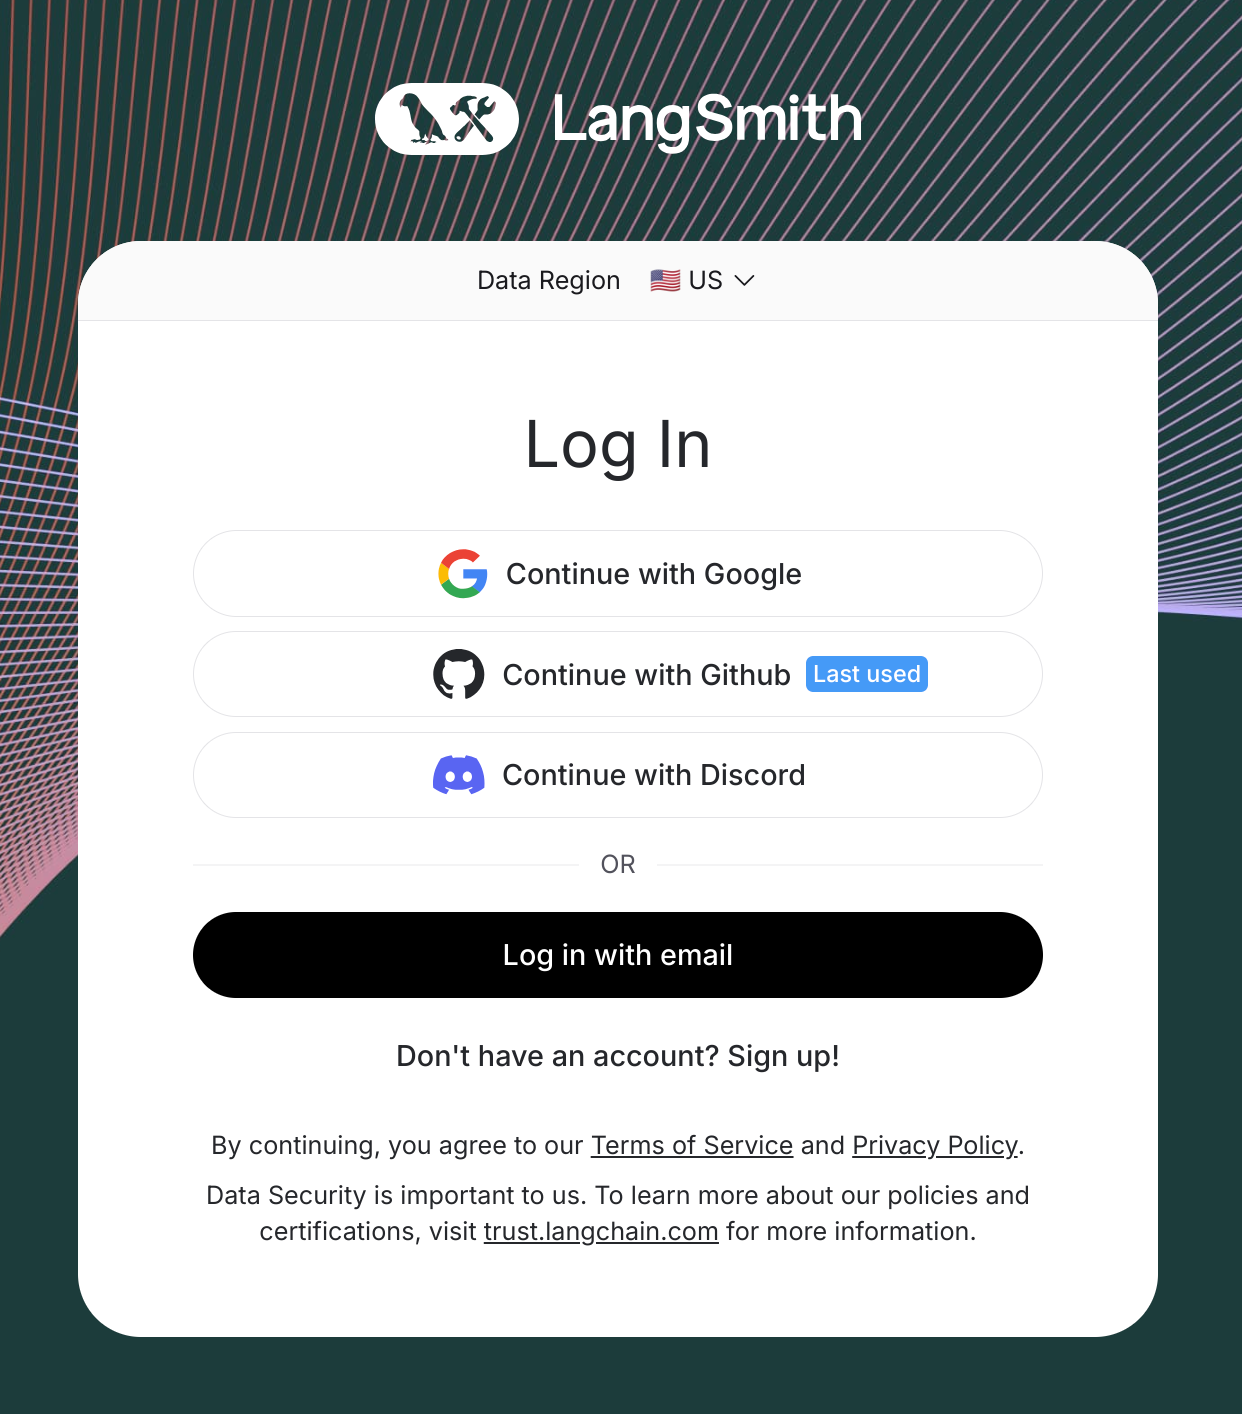 LangSmith
Data Region 🇺🇸 US
Log In
Continue with Google
Continue with Github Last used
Continue with Discord
OR
Log in with email
Don't have an account? Sign up!
By continuing, you agree to our Terms of Service and Privacy Policy.
Data Security is important to us. To learn more about our policies and
certifications, visit trust.langchain.com for more information.